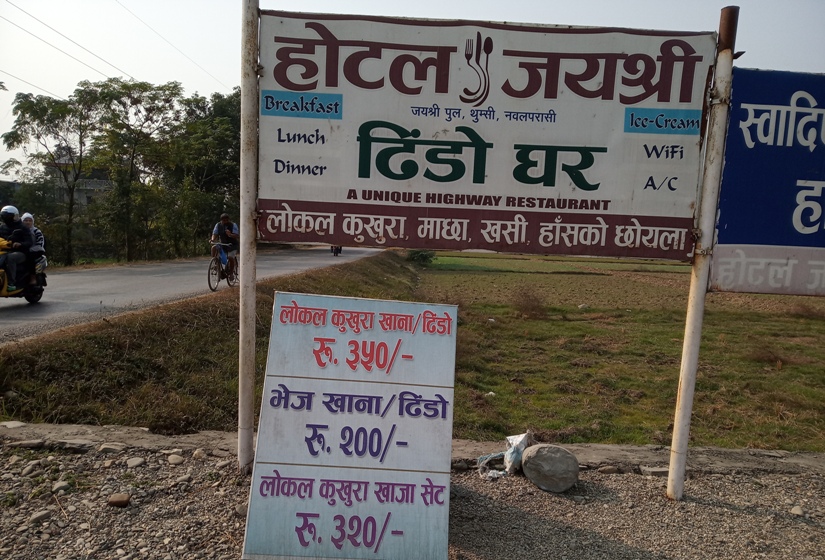 होटल जयश्री
Breakfast
जयश्री पुल, थुम्सी, नवलपरासी
Ice-Cream
Lunch
ढिंडो घर
WiFi
Dinner
A/C
A UNIQUE HIGHWAY RESTAURANT
लोकल कुखुरा, माछा, खसी, हाँसको छोयला
लोकल कुखुरा खाना/ढिंडो
रू. ३५०/-
भेज खाना/ढिंडो
रू. २००/-
लोकल कुखुरा खाजा सेट
रू. ३२०/-
होटल